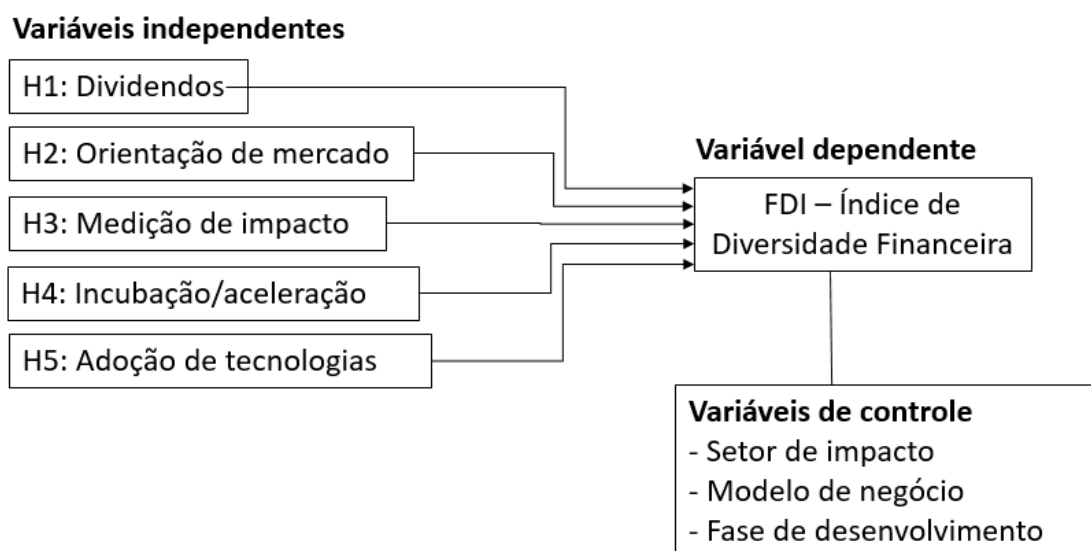 Variáveis independentes
H1: Dividendos
H2: Orientação de mercado
H3: Medição de impacto
H4: Incubação/aceleração
H5: Adoção de tecnologias
Variável dependente
FDI – Índice de
Diversidade Financeira
Variáveis de controle
- Setor de impacto
- Modelo de negócio
- Fase de desenvolvimento